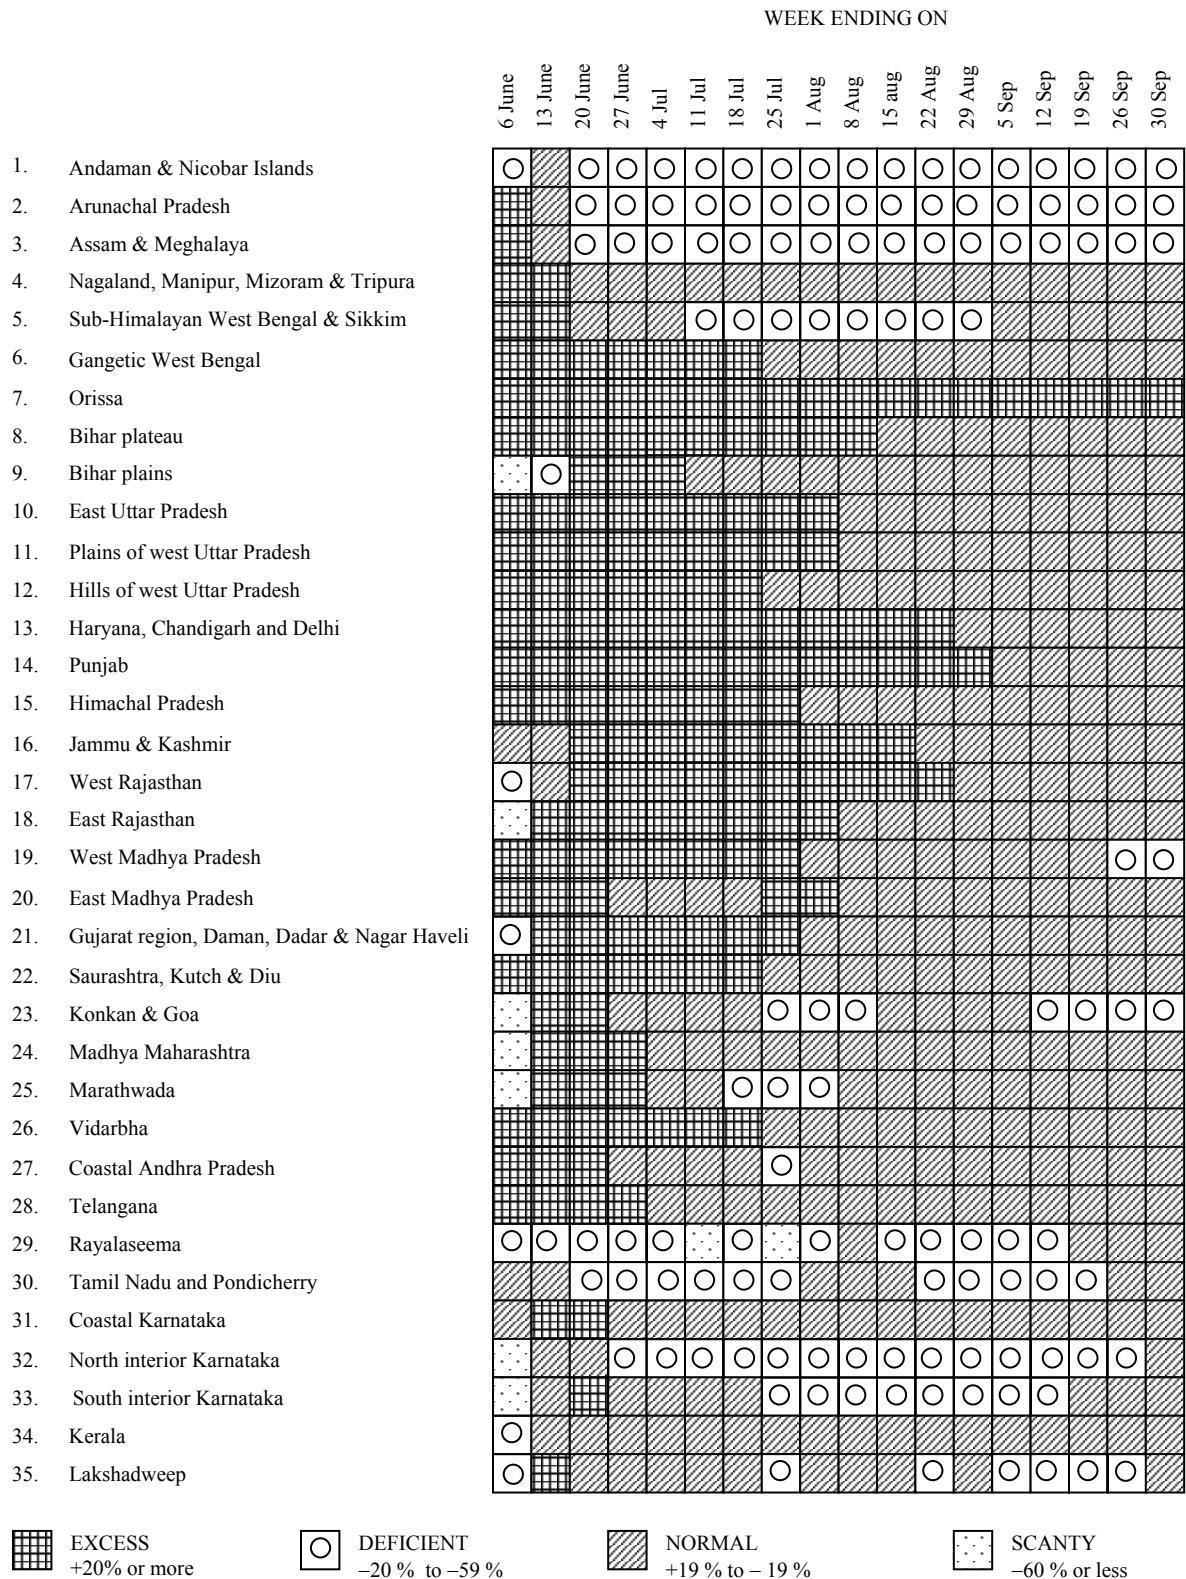 WEEK ENDING ON
6 June
13 June
20 June
27 June
4 Jul
11 Jul
18 Jul
25 Jul
1 Aug
8 Aug
15 aug
22 Aug
29 Aug
5 Sep
12 Sep
19 Sep
26 Sep
30 Sep
1. Andaman & Nicobar Islands
2. Arunachal Pradesh
3. Assam & Meghalaya
4. Nagaland, Manipur, Mizoram & Tripura
5. Sub-Himalayan West Bengal & Sikkim
6. Gangetic West Bengal
7. Orissa
8. Bihar plateau
9. Bihar plains
10. East Uttar Pradesh
11. Plains of west Uttar Pradesh
12. Hills of west Uttar Pradesh
13. Haryana, Chandigarh and Delhi
14. Punjab
15. Himachal Pradesh
16. Jammu & Kashmir
17. West Rajasthan
18. East Rajasthan
19. West Madhya Pradesh
20. East Madhya Pradesh
21. Gujarat region, Daman, Dadar & Nagar Haveli
22. Saurashtra, Kutch & Diu
23. Konkan & Goa
24. Madhya Maharashtra
25. Marathwada
26. Vidarbha
27. Coastal Andhra Pradesh
28. Telangana
29. Rayalaseema
30. Tamil Nadu and Pondicherry
31. Coastal Karnataka
32. North interior Karnataka
33. South interior Karnataka
34. Kerala
35. Lakshadweep
EXCESS
+20% or more
DEFICIENT
–20 % to –59 %
NORMAL
+19 % to – 19 %
SCANTY
–60 % or less